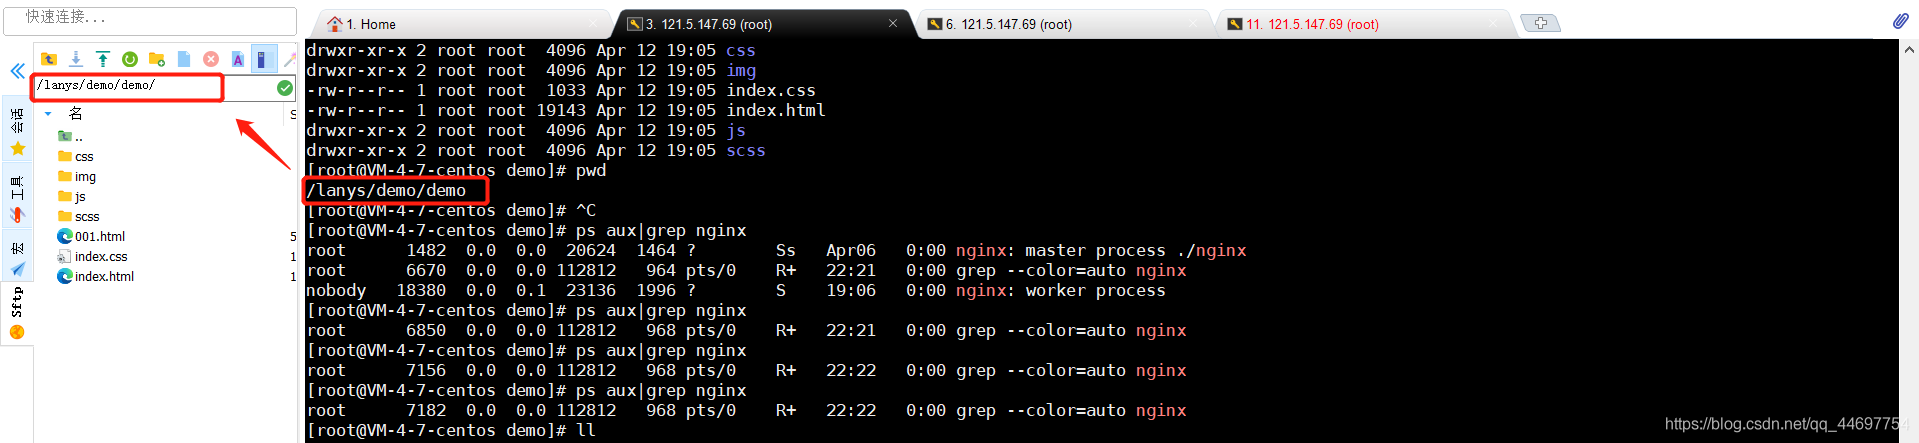 快速连接...
1. Home
3. 121.5.147.69 (root)
6. 121.5.147.69 (root)
11. 121.5.147.69 (root)
/lanys/demo/demo/
名
S
..
css
img
js
scss
001.html 5
index.css 1
index.html 1
会话
工具
宏
Sftp
drwxr-xr-x 2 root root  4096 Apr 12 19:05 css
drwxr-xr-x 2 root root  4096 Apr 12 19:05 img
-rw-r--r-- 1 root root  1033 Apr 12 19:05 index.css
-rw-r--r-- 1 root root 19143 Apr 12 19:05 index.html
drwxr-xr-x 2 root root  4096 Apr 12 19:05 js
drwxr-xr-x 2 root root  4096 Apr 12 19:05 scss
[root@VM-4-7-centos demo]# pwd
/lanys/demo/demo
[root@VM-4-7-centos demo]# ^C
[root@VM-4-7-centos demo]# ps aux|grep nginx
root      1482  0.0  0.0  20624  1464 ?        Ss   Apr06   0:00 nginx: master process ./nginx
root      6670  0.0  0.0 112812   964 pts/0    R+   22:21   0:00 grep --color=auto nginx
nobody   18380  0.0  0.1  23136  1996 ?        S    19:06   0:00 nginx: worker process
[root@VM-4-7-centos demo]# ps aux|grep nginx
root      6850  0.0  0.0 112812   968 pts/0    R+   22:21   0:00 grep --color=auto nginx
[root@VM-4-7-centos demo]# ps aux|grep nginx
root      7156  0.0  0.0 112812   968 pts/0    R+   22:22   0:00 grep --color=auto nginx
[root@VM-4-7-centos demo]# ps aux|grep nginx
root      7182  0.0  0.0 112812   968 pts/0    R+   22:22   0:00 grep --color=auto nginx
[root@VM-4-7-centos demo]# ll
https://blog.csdn.net/qq_44697754